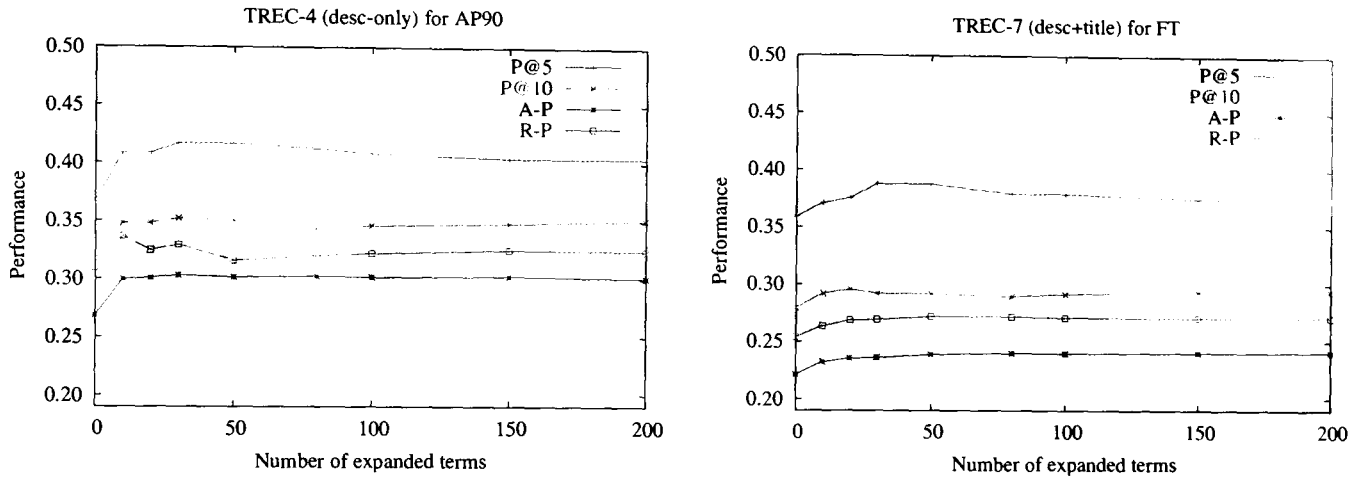 TREC-4 (desc-only) for AP90
0.50
0.45
0.40
0.35
0.30
0.25
0.20
Performance
P@5
P@10
A-P
R-P
0 50 100 150 200
Number of expanded terms
TREC-7 (desc+title) for FT
0.50
0.45
0.40
0.35
0.30
0.25
0.20
Performance
P@5
P@10
A-P
R-P
0 50 100 150 200
Number of expanded terms